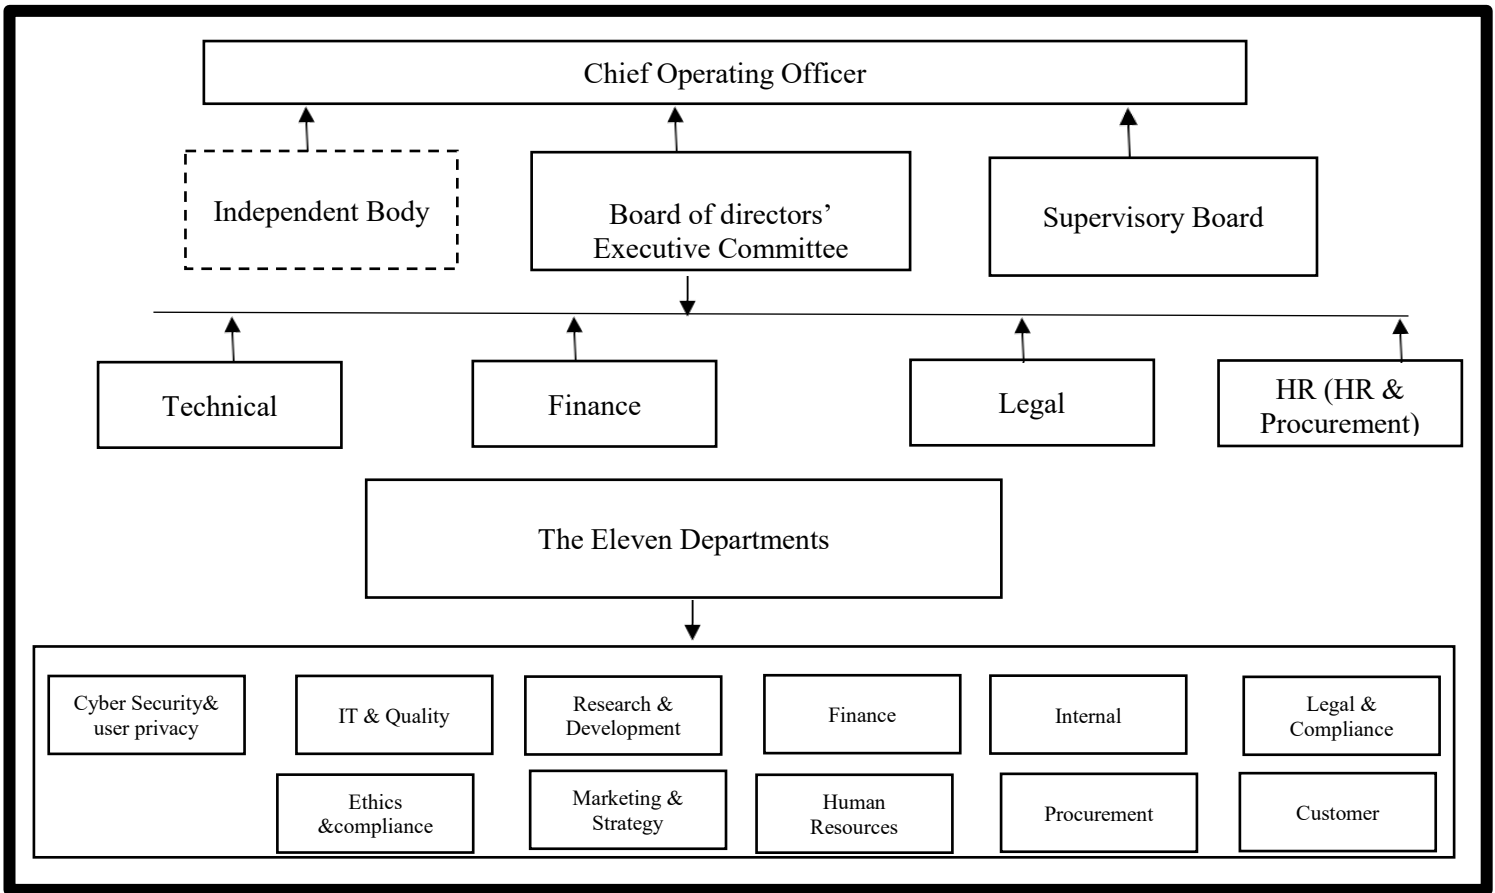 Chief Operating Officer
Independent Body
Board of directors’
Executive Committee
Supervisory Board
Technical
Finance
Legal
HR (HR &
Procurement)
The Eleven Departments
Cyber Security&
user privacy
IT & Quality
Research &
Development
Finance
Internal
Legal &
Compliance
Ethics
&compliance
Marketing &
Strategy
Human
Resources
Procurement
Customer